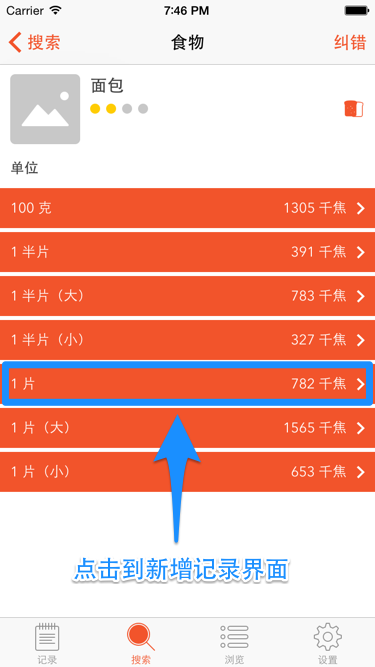 Carrier 7:46 PM
搜索 食物 纠错
面包
单位
100 克 1305 千焦
1 半片 391 千焦
1 半片（大） 783 千焦
1 半片（小） 327 千焦
1 片 782 千焦
1 片（大） 1565 千焦
1 片（小） 653 千焦
点击到新增记录界面
记录 搜索 浏览 设置